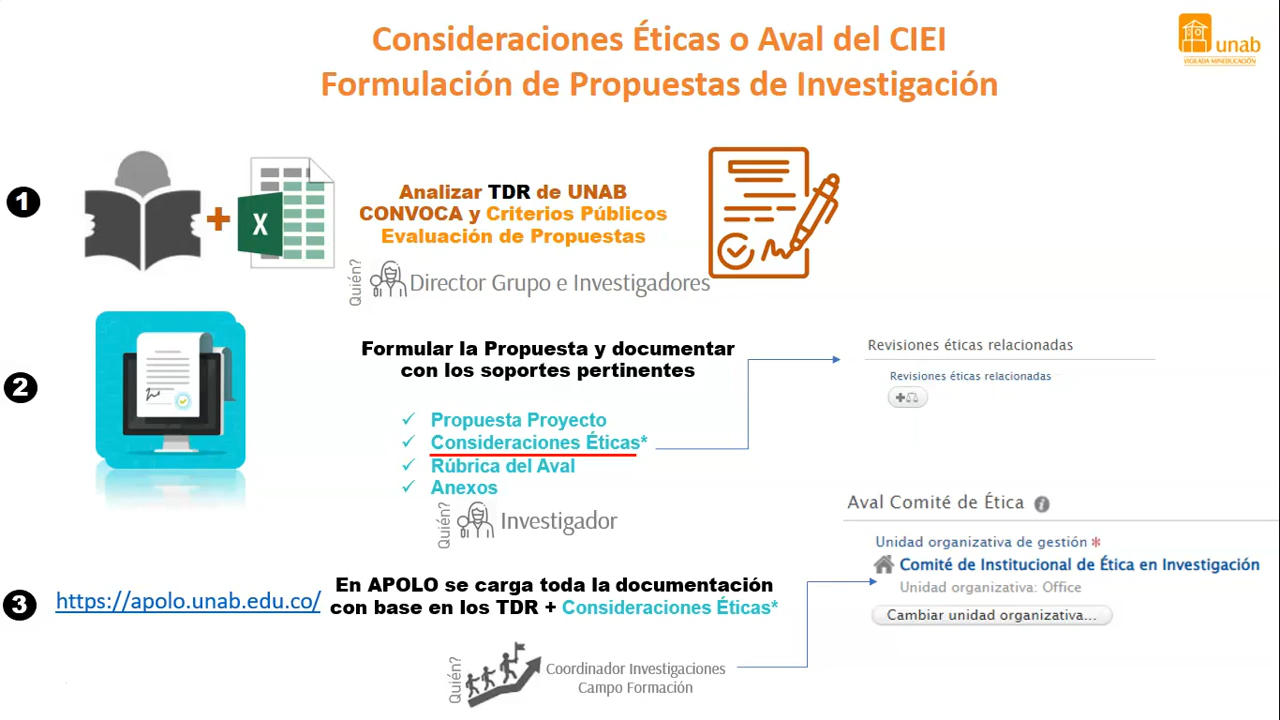 Consideraciones Éticas o Aval del CIEI
Formulación de Propuestas de Investigación
unab
VIGILADA MINEDUCACIÓN
1
X
Analizar TDR de UNAB
CONVOCA y Criterios Públicos
Evaluación de Propuestas
Quién?
Director Grupo e Investigadores
2
Formular la Propuesta y documentar
con los soportes pertinentes
✓ Propuesta Proyecto
✓ Consideraciones Éticas*
✓ Rúbrica del Aval
✓ Anexos
Quién?
Investigador
Revisiones éticas relacionadas
Revisiones éticas relacionadas
Aval Comité de Ética
Unidad organizativa de gestión *
Comité de Institucional de Ética en Investigación
Unidad organizativa: Office
Cambiar unidad organizativa...
3
https://apolo.unab.edu.co/
En APOLO se carga toda la documentación
con base en los TDR + Consideraciones Éticas*
Quién?
Coordinador Investigaciones
Campo Formación